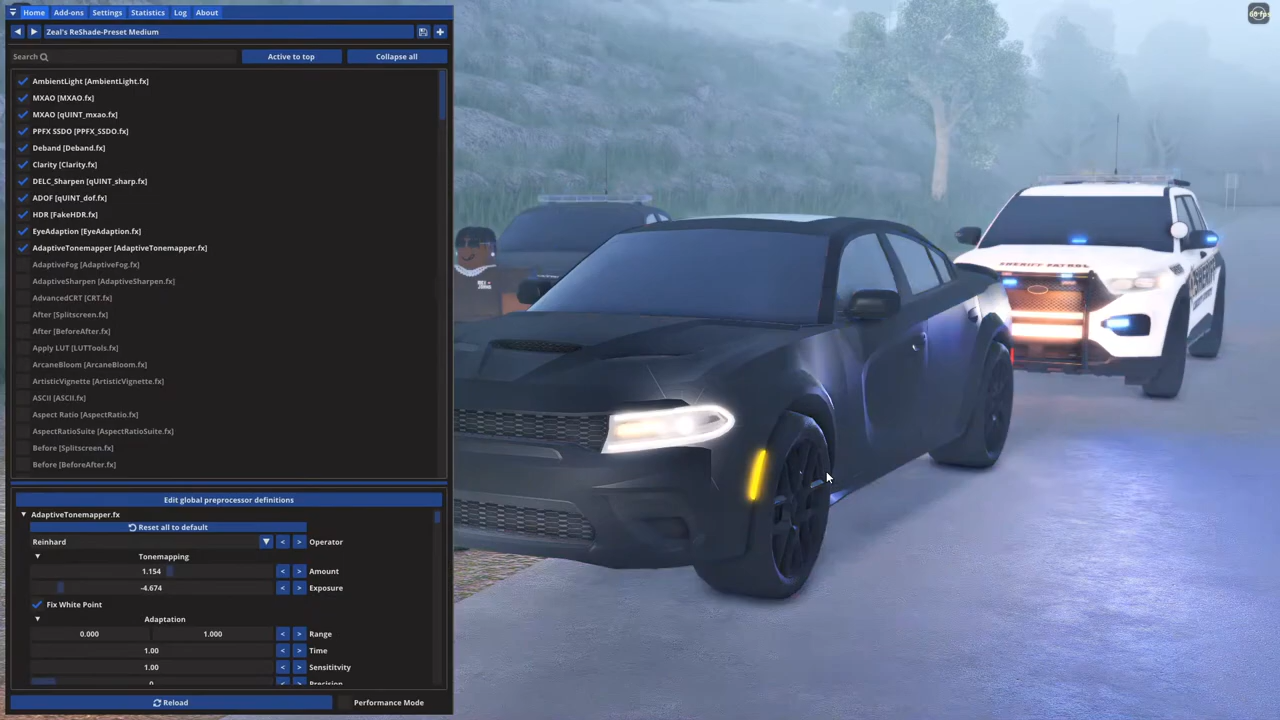 Home Add-ons Settings Statistics Log About
Zeal's ReShade-Preset Medium
Search Active to top Collapse all
AmbientLight [AmbientLight.fx]
MXAO [MXAO.fx]
MXAO [qUINT_mxao.fx]
PPFX SSDO [PPFX_SSDO.fx]
Deband [Deband.fx]
Clarity [Clarity.fx]
DELC_Sharpen [qUINT_sharp.fx]
ADOF [qUINT_dof.fx]
HDR [FakeHDR.fx]
EyeAdaption [EyeAdaption.fx]
AdaptiveTonemapper [AdaptiveTonemapper.fx]
AdaptiveFog [AdaptiveFog.fx]
AdaptiveSharpen [AdaptiveSharpen.fx]
AdvancedCRT [CRT.fx]
After [Splitscreen.fx]
After [BeforeAfter.fx]
Apply LUT [LUTTools.fx]
ArcaneBloom [ArcaneBloom.fx]
ArtisticVignette [ArtisticVignette.fx]
ASCII [ASCII.fx]
Aspect Ratio [AspectRatio.fx]
AspectRatioSuite [AspectRatioSuite.fx]
Before [Splitscreen.fx]
Before [BeforeAfter.fx]
Edit global preprocessor definitions
AdaptiveTonemapper.fx
Reset all to default
Reinhard < > Operator
Tonemapping
1.154 < > Amount
-4.674 < > Exposure
Fix White Point
Adaptation
0.000 1.000 < > Range
1.00 < > Time
1.00 < > Sensitivity
0 < > Precision
Reload Performance Mode
SHERIFF PATROL